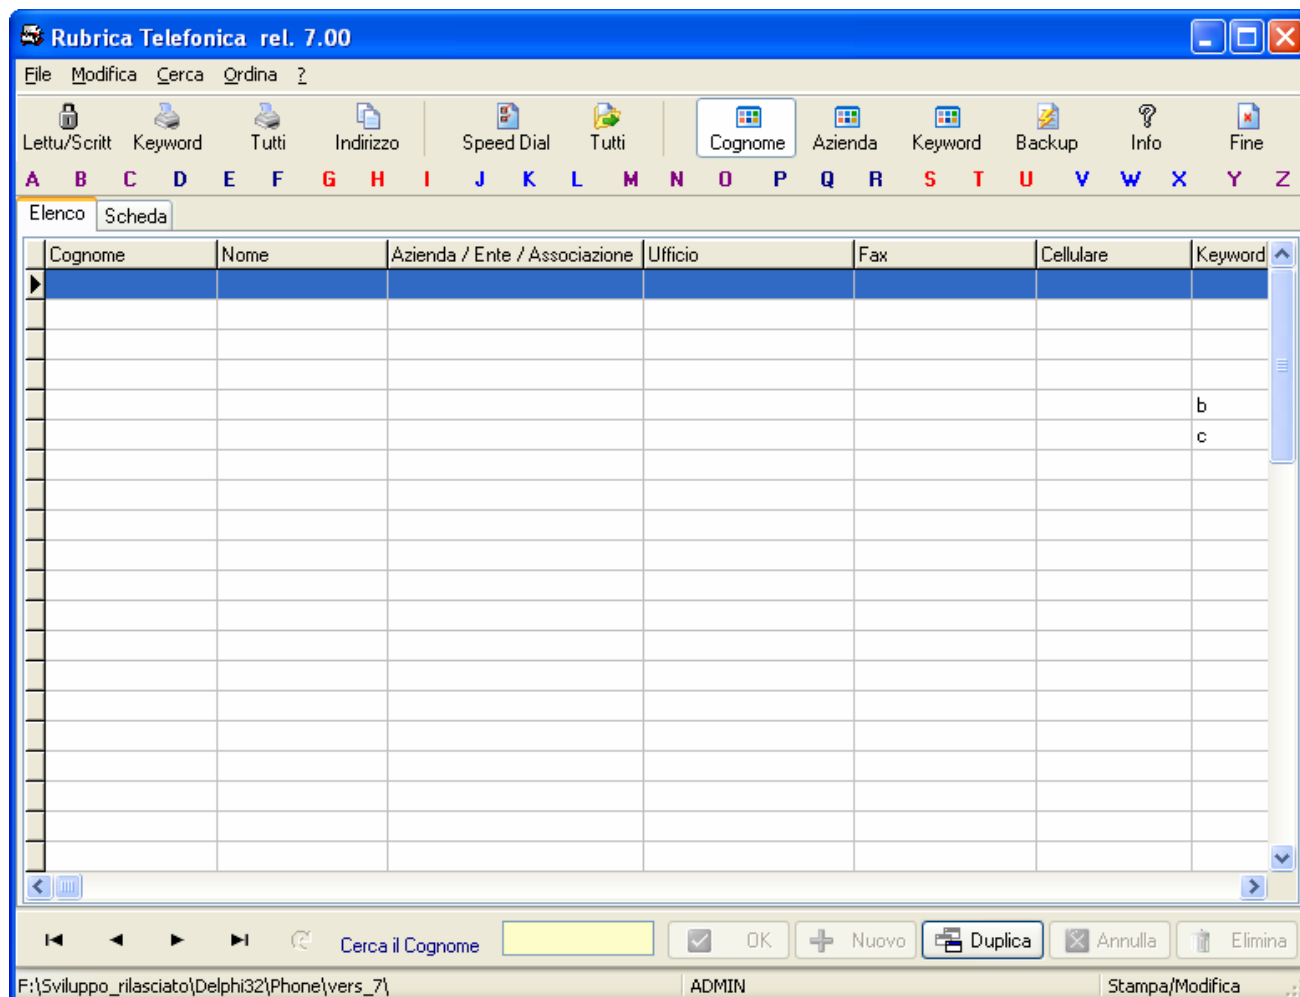 Rubrica Telefonica rel. 7.00
File Modifica Cerca Ordina ?
Lettu/Scritt Keyword Tutti Indirizzo Speed Dial Tutti Cognome Azienda Keyword Backup Info Fine
A B C D E F G H I J K L M N O P Q R S T U V W X Y Z
Elenco Scheda
Cognome Nome Azienda / Ente / Associazione Ufficio Fax Cellulare Keyword
b
c
Cerca il Cognome OK Nuovo Duplica Annulla Elimina
F:\Sviluppo_rilasciato\Delphi32\Phone\vers_7\ ADMIN Stampa/Modifica